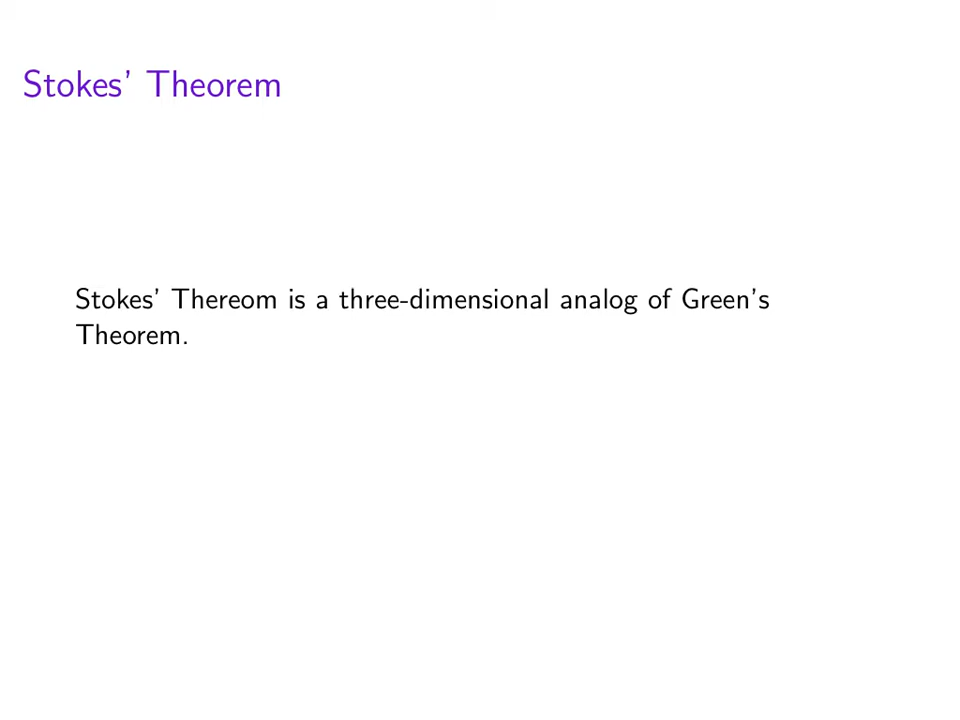 Stokes’ Theorem
Stokes’ Thereom is a three-dimensional analog of Green’s
Theorem.